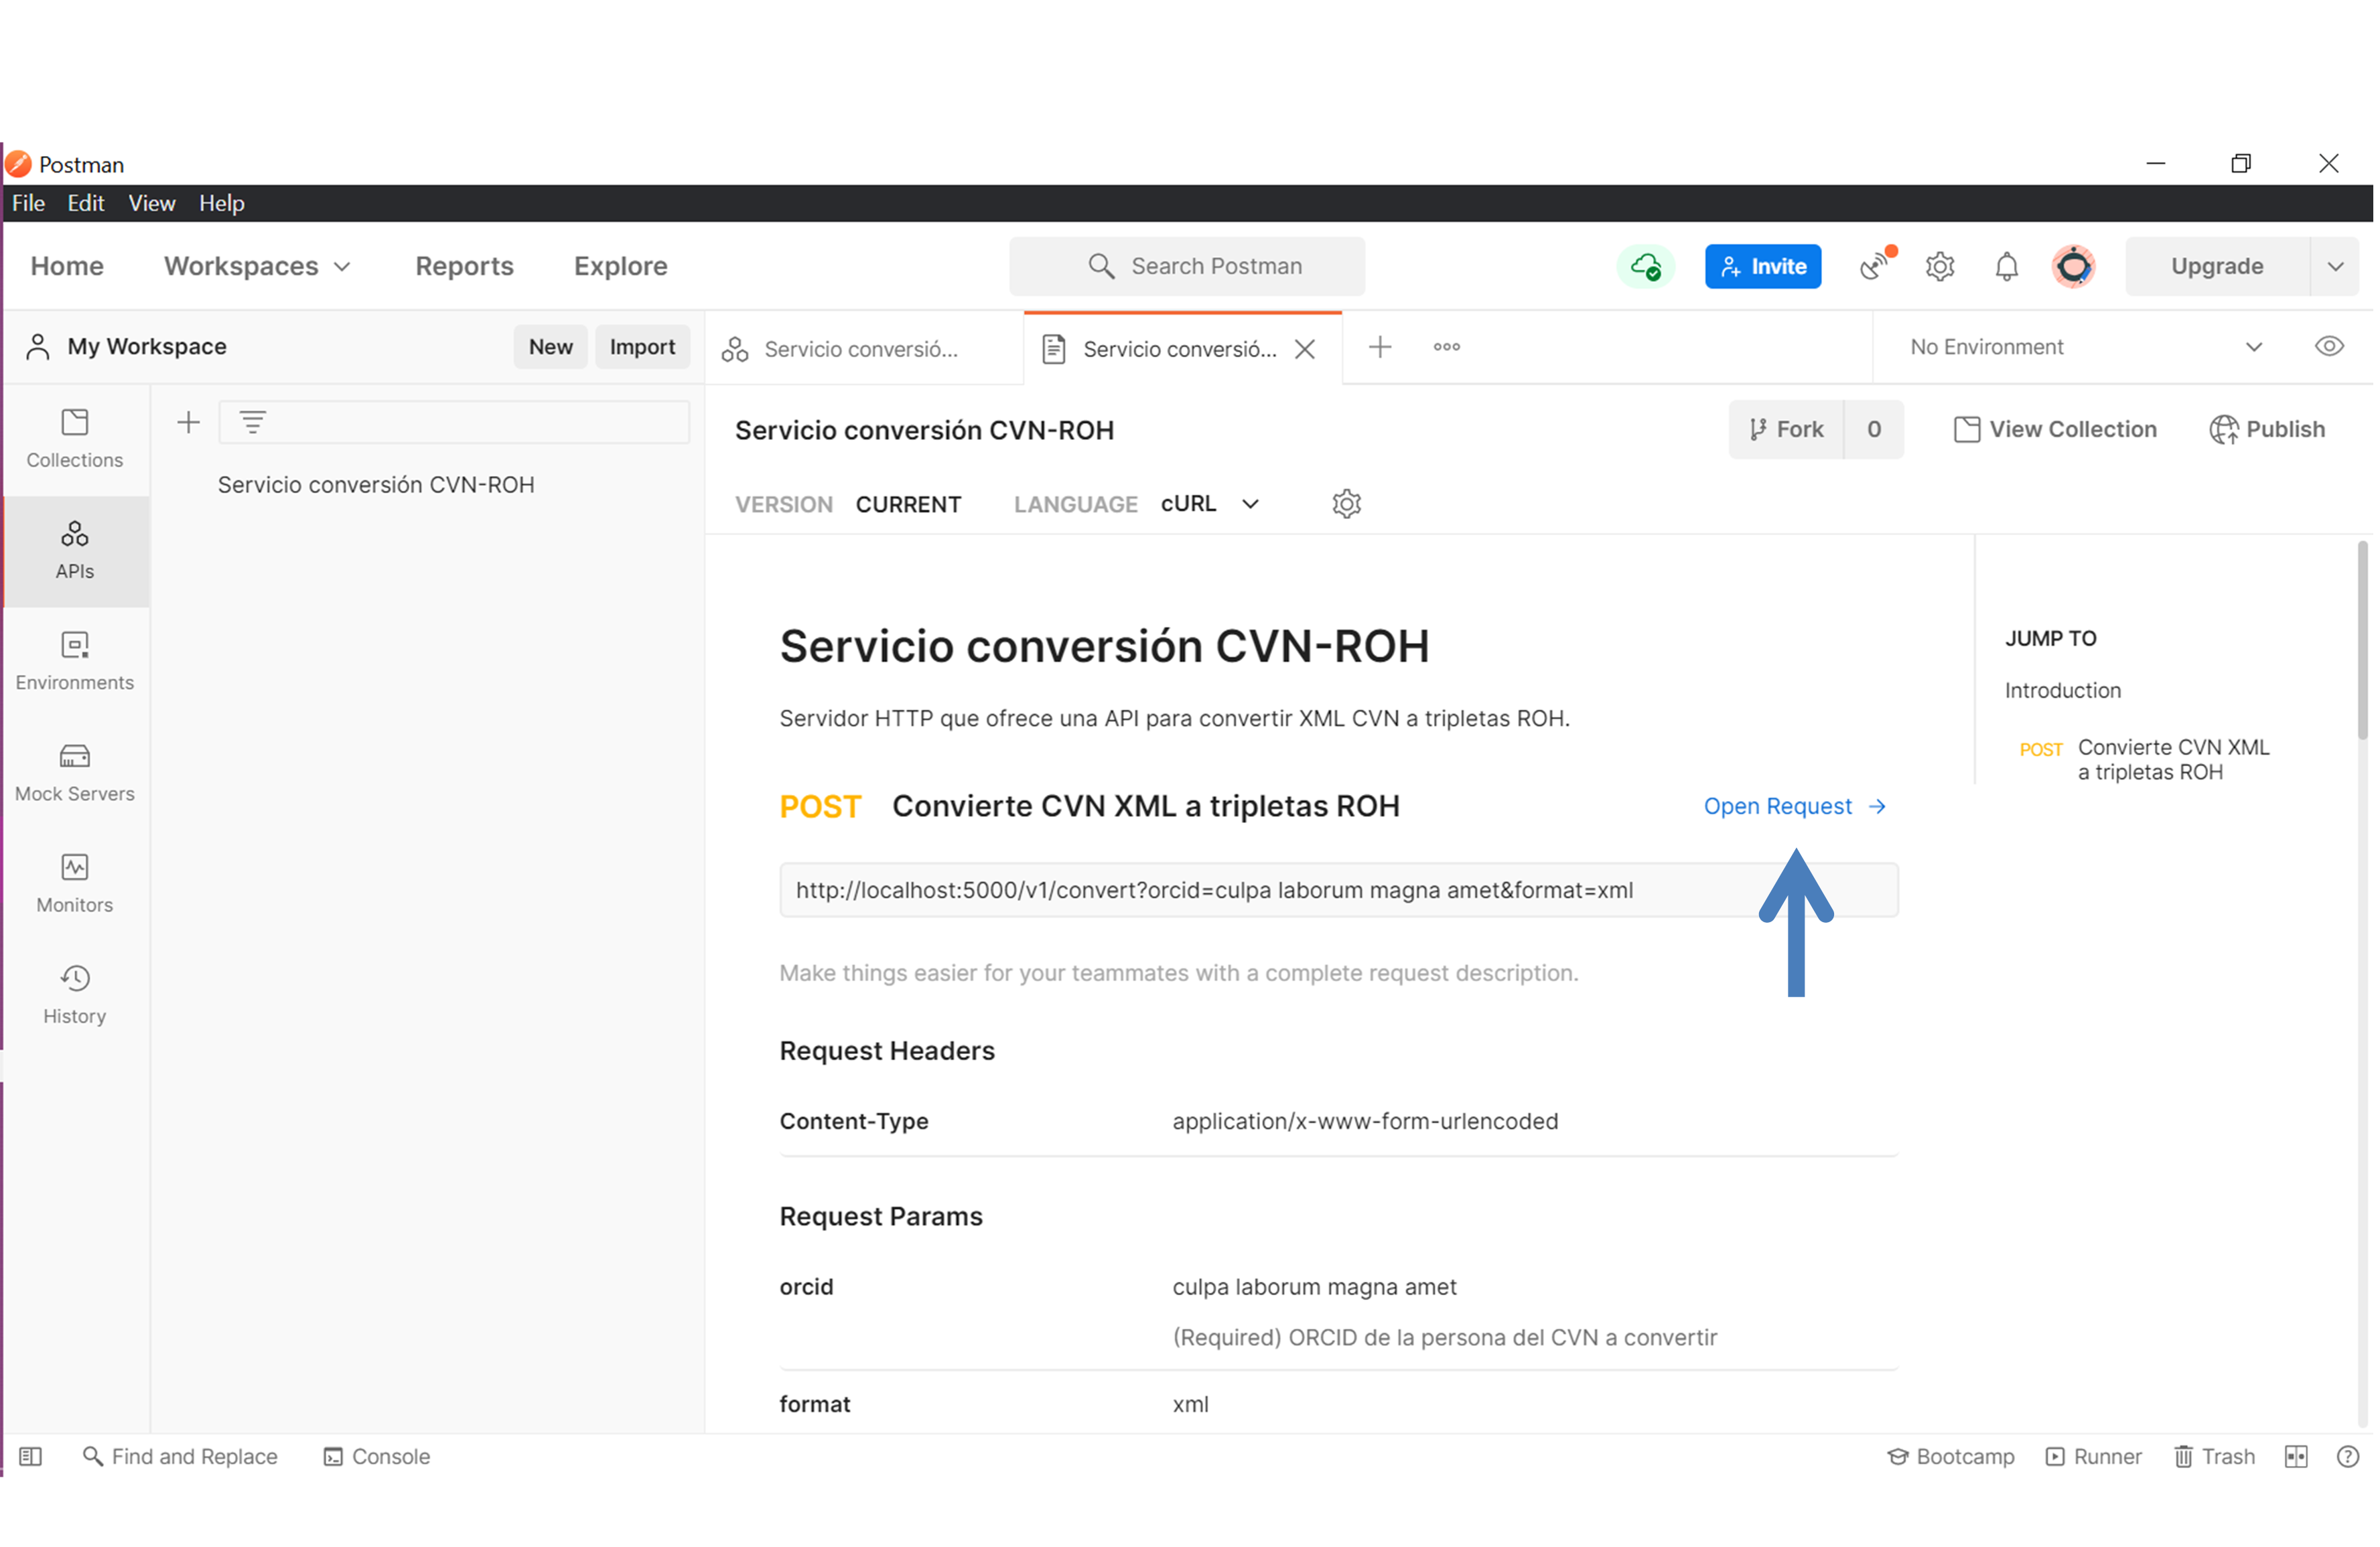 Postman
File Edit View Help
Home Workspaces Reports Explore Search Postman Invite Upgrade
My Workspace New Import Servicio conversió... Servicio conversió... No Environment
Collections
APIs
Environments
Mock Servers
Monitors
History
Servicio conversión CVN-ROH
Servicio conversión CVN-ROH Fork 0 View Collection Publish
VERSION CURRENT LANGUAGE cURL
Servicio conversión CVN-ROH
Servidor HTTP que ofrece una API para convertir XML CVN a tripletas ROH.
POST Convierte CVN XML a tripletas ROH Open Request →
http://localhost:5000/v1/convert?orcid=culpa laborum magna amet&format=xml
Make things easier for your teammates with a complete request description.
Request Headers
Content-Type application/x-www-form-urlencoded
Request Params
orcid culpa laborum magna amet
(Required) ORCID de la persona del CVN a convertir
format xml
JUMP TO
Introduction
POST Convierte CVN XML
a tripletas ROH
Find and Replace Console Bootcamp Runner Trash